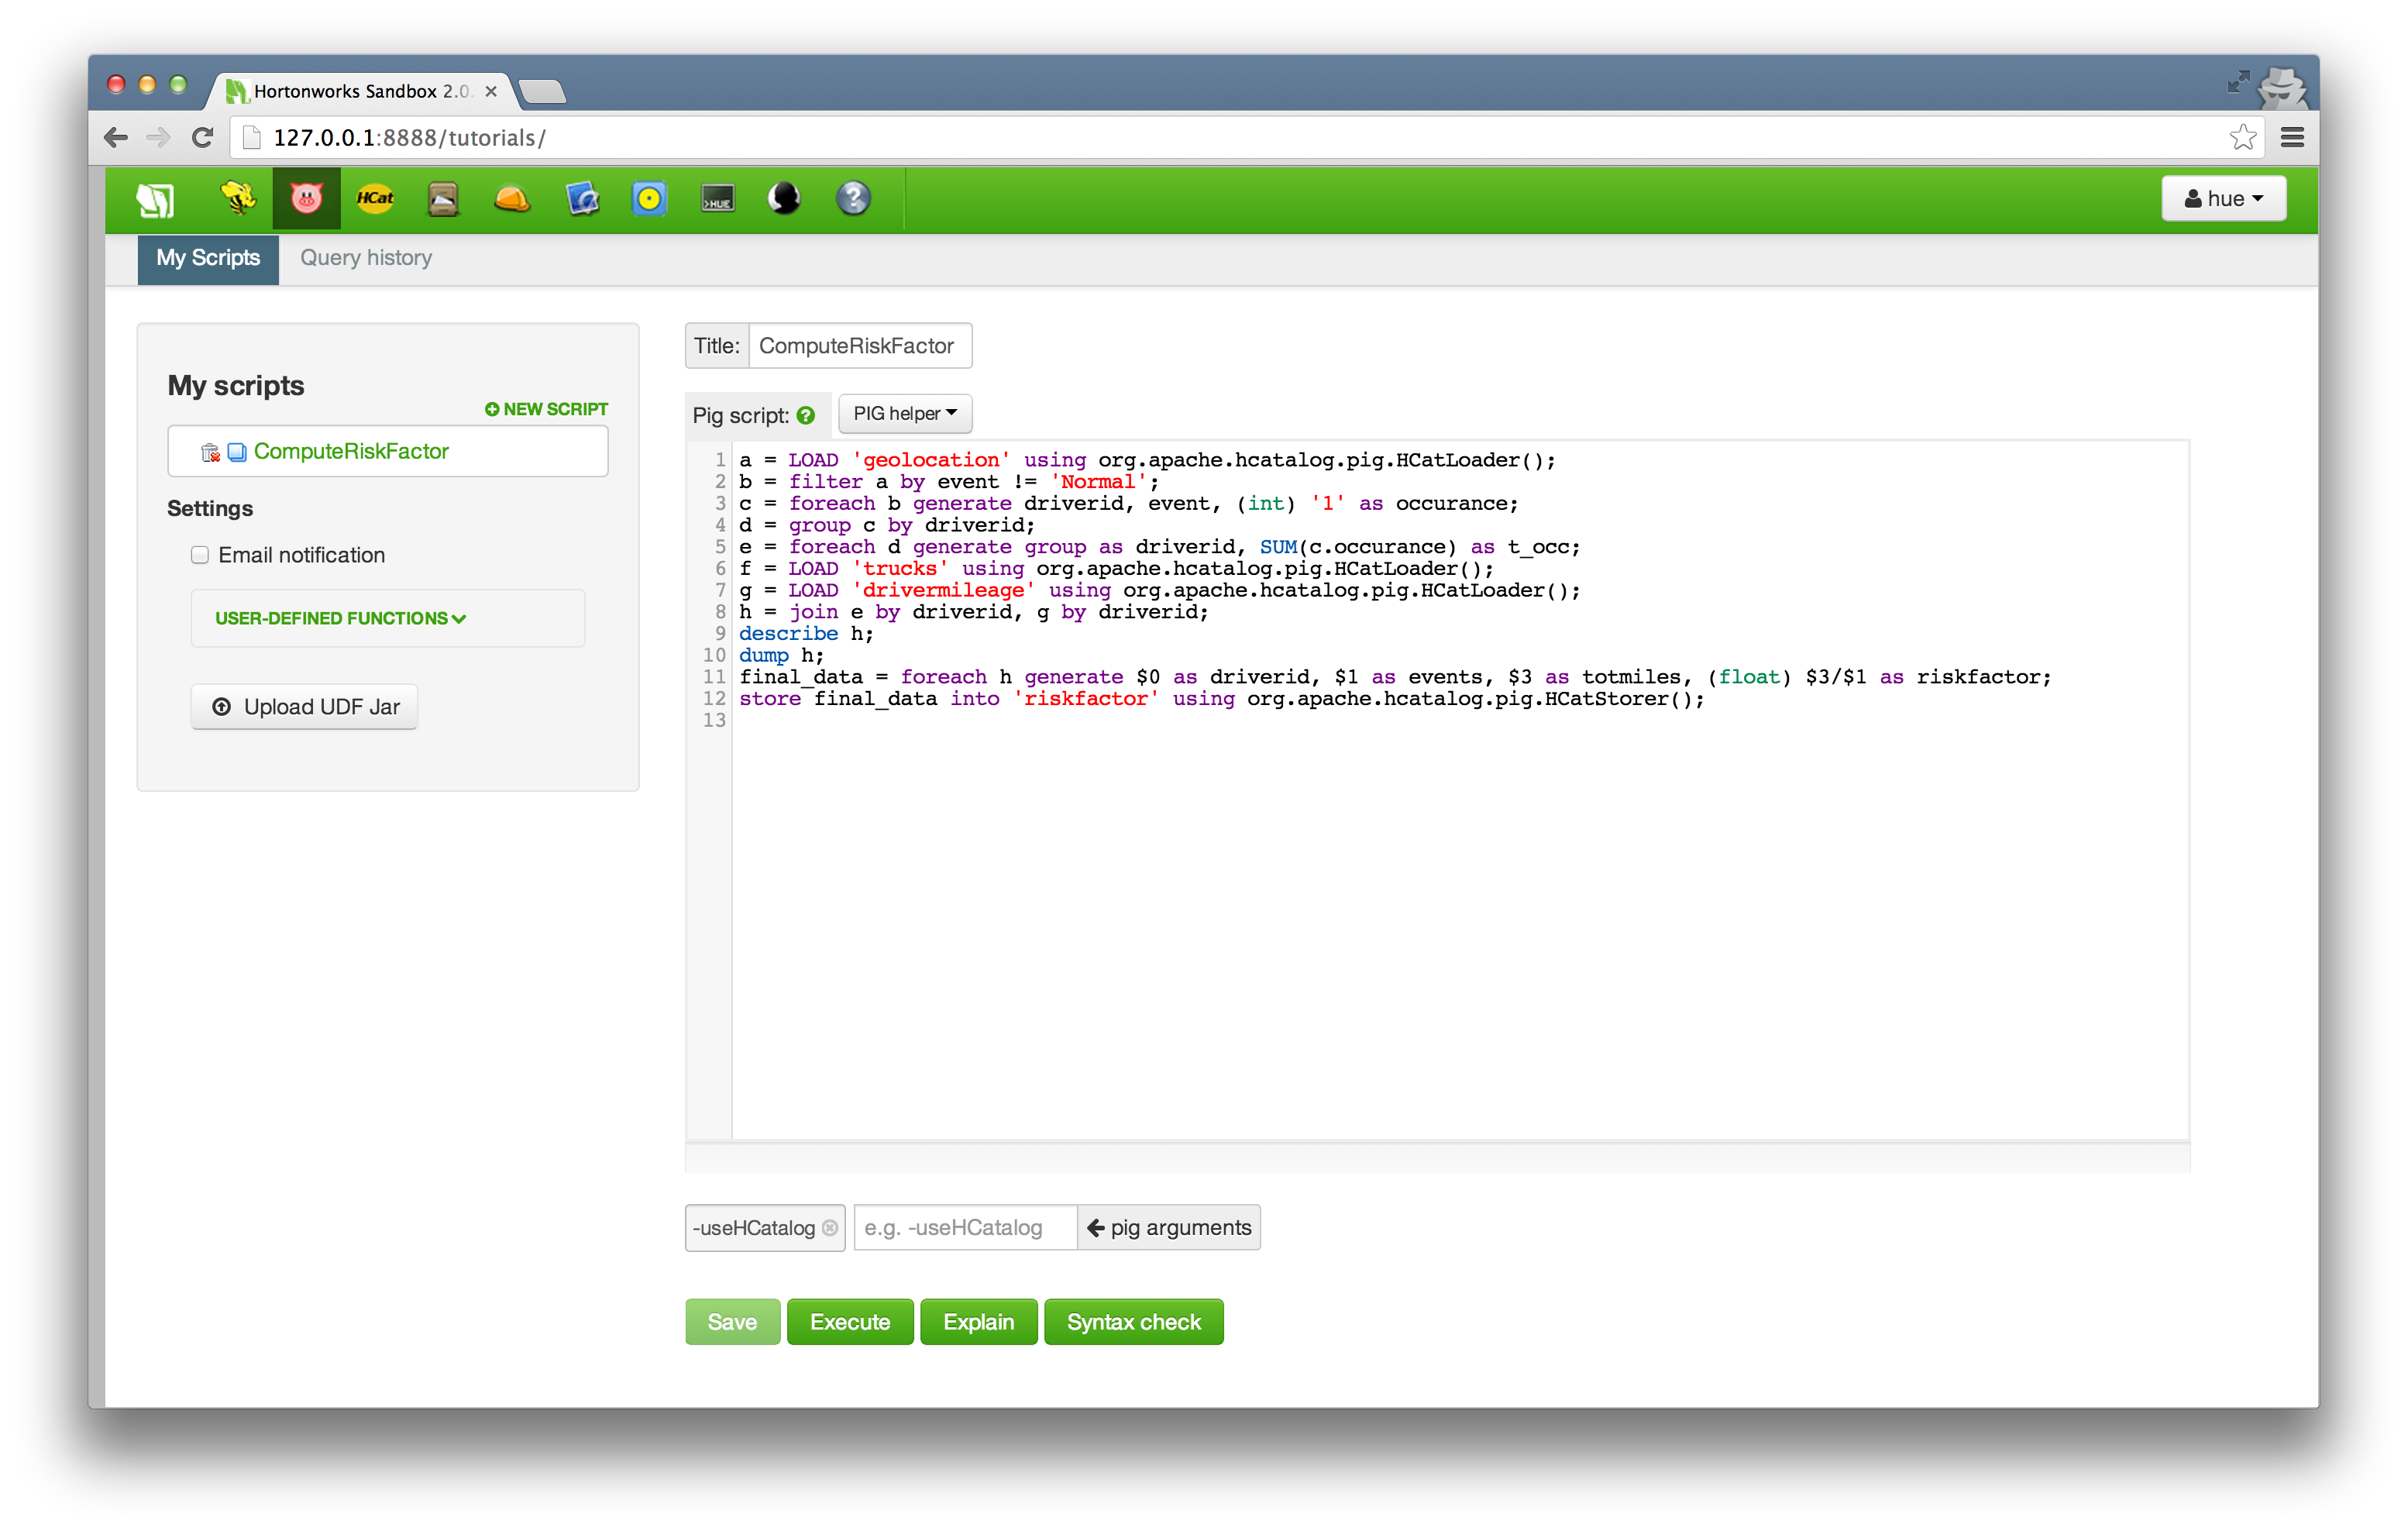 Hortonworks Sandbox 2.0.
127.0.0.1:8888/tutorials/
HCat
>HUE
?
hue
My Scripts
Query history
My scripts
NEW SCRIPT
ComputeRiskFactor
Settings
Email notification
USER-DEFINED FUNCTIONS
Upload UDF Jar
Title: ComputeRiskFactor
Pig script: ? PIG helper
1 a = LOAD 'geolocation' using org.apache.hcatalog.pig.HCatLoader();
2 b = filter a by event != 'Normal';
3 c = foreach b generate driverid, event, (int) '1' as occurance;
4 d = group c by driverid;
5 e = foreach d generate group as driverid, SUM(c.occurance) as t_occ;
6 f = LOAD 'trucks' using org.apache.hcatalog.pig.HCatLoader();
7 g = LOAD 'drivermileage' using org.apache.hcatalog.pig.HCatLoader();
8 h = join e by driverid, g by driverid;
9 describe h;
10 dump h;
11 final_data = foreach h generate $0 as driverid, $1 as events, $3 as totmiles, (float) $3/$1 as riskfactor;
12 store final_data into 'riskfactor' using org.apache.hcatalog.pig.HCatStorer();
13
-useHCatalog e.g. -useHCatalog pig arguments
Save Execute Explain Syntax check